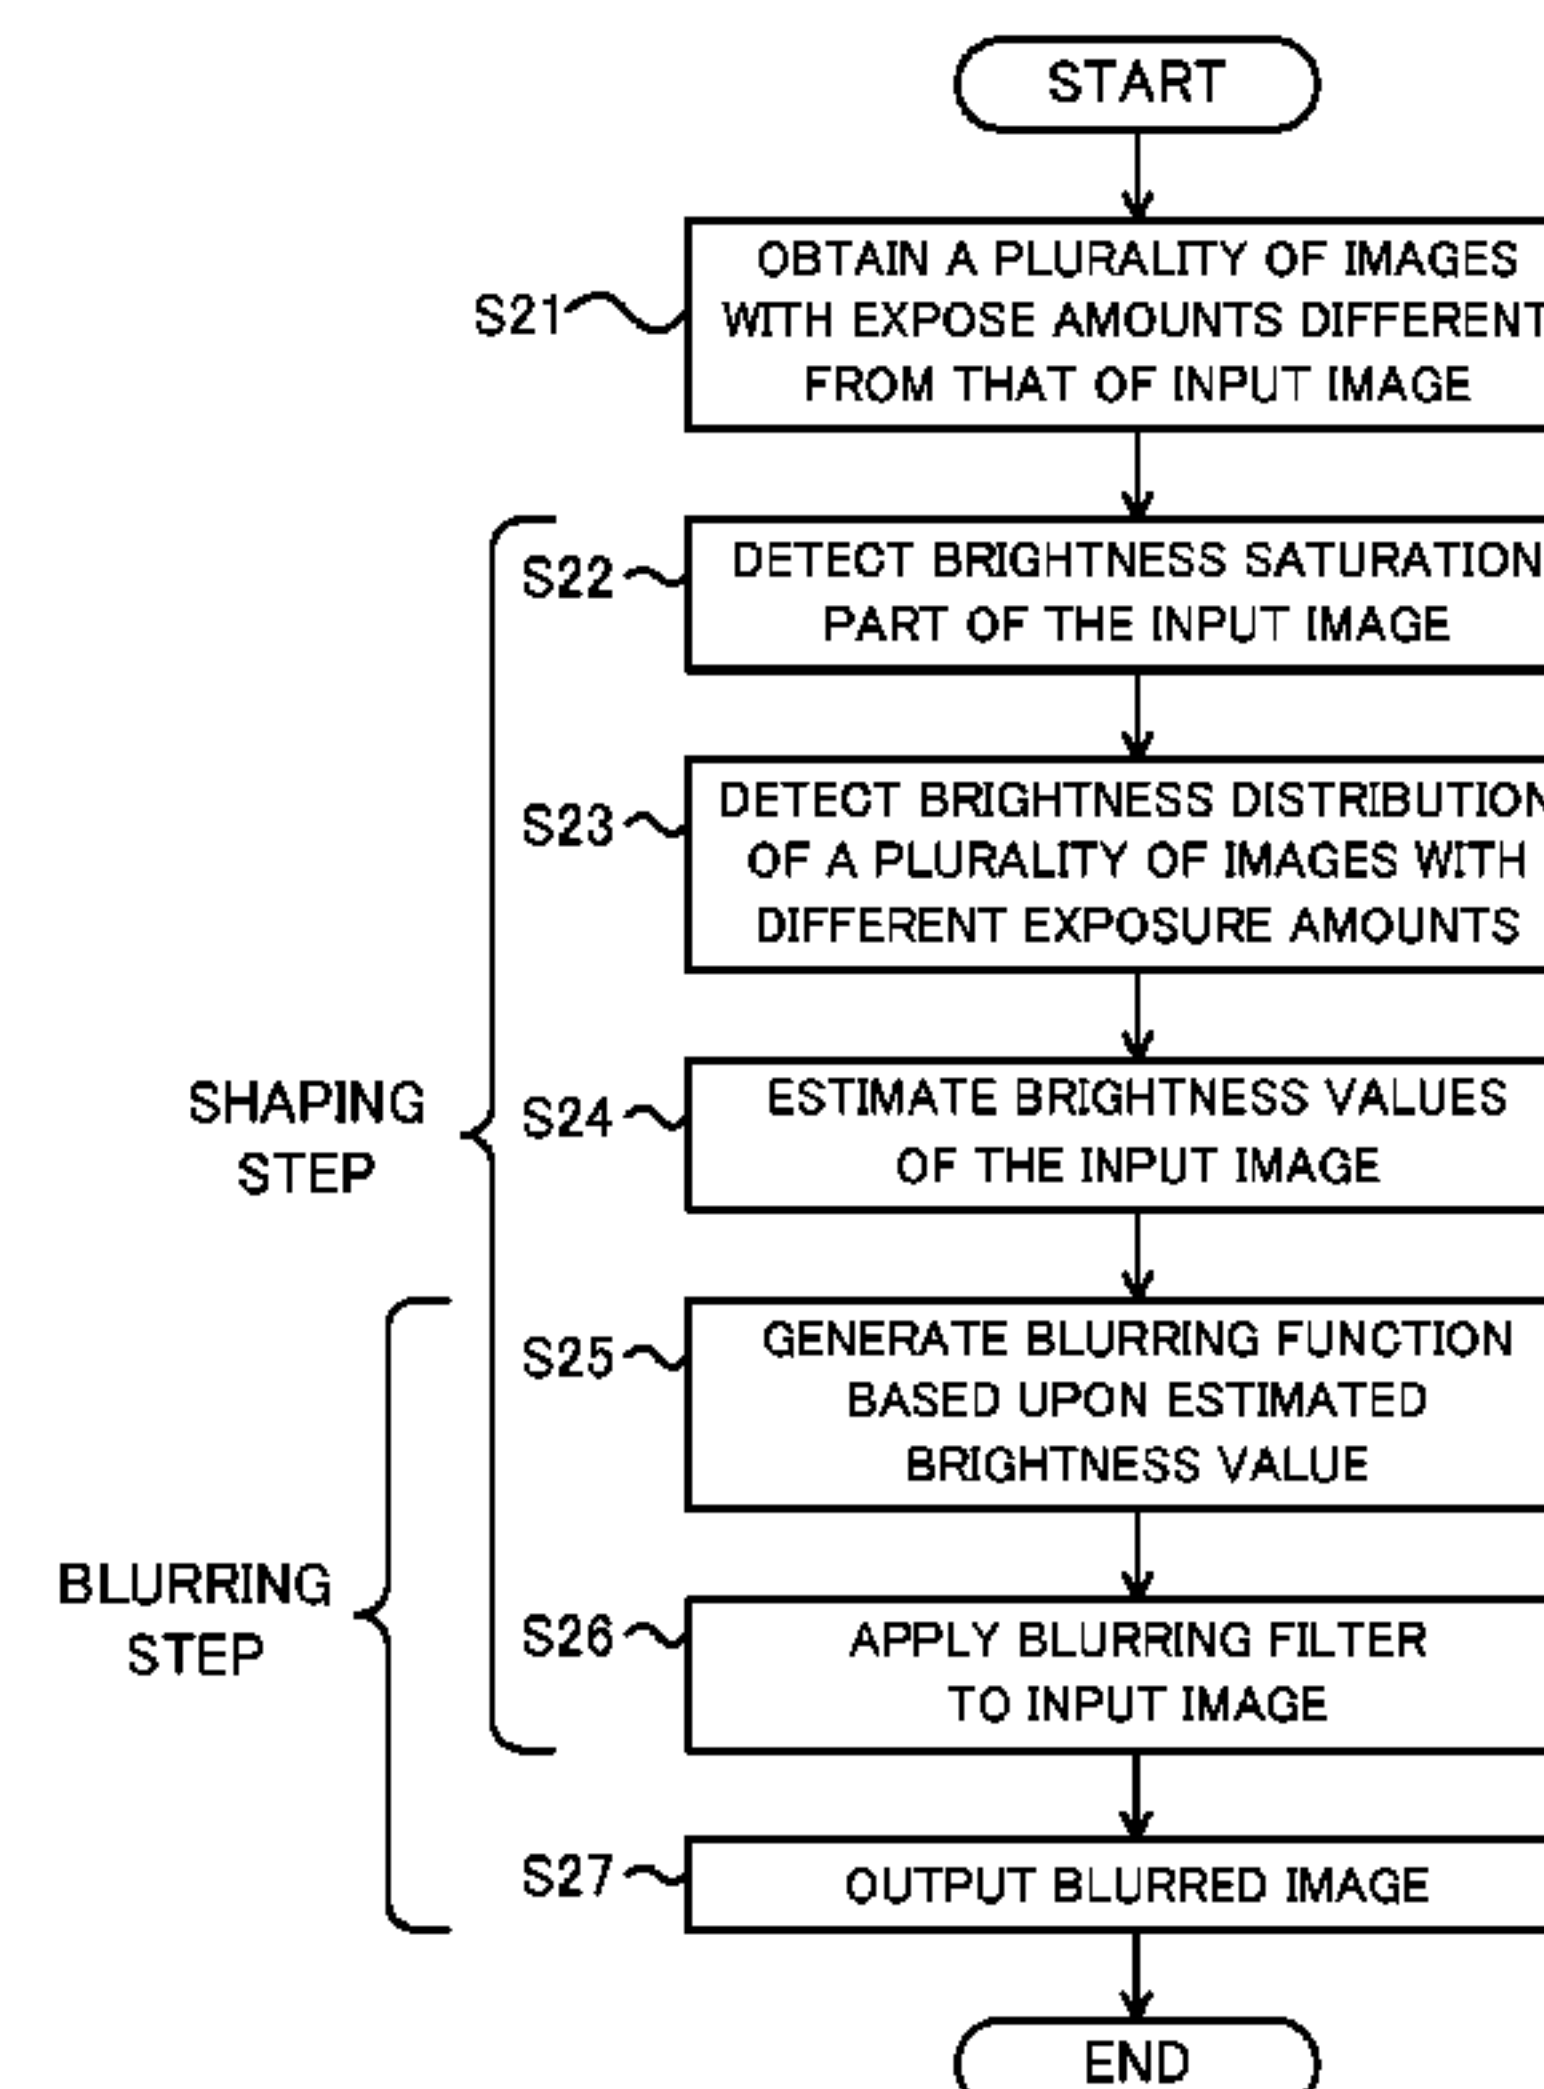 START
OBTAIN A PLURALITY OF IMAGES
S21
WITH EXPOSE AMOUNTS DIFFERENT
FROM THAT OF INPUT IMAGE
S22
DETECT BRIGHTNESS SATURATION
PART OF THE INPUT IMAGE
S23
DETECT BRIGHTNESS DISTRIBUTION
OF A PLURALITY OF IMAGES WITH
DIFFERENT EXPOSURE AMOUNTS
SHAPING
STEP
S24
ESTIMATE BRIGHTNESS VALUES
OF THE INPUT IMAGE
S25
GENERATE BLURRING FUNCTION
BASED UPON ESTIMATED
BRIGHTNESS VALUE
BLURRING
STEP
S26
APPLY BLURRING FILTER
TO INPUT IMAGE
S27
OUTPUT BLURRED IMAGE
END